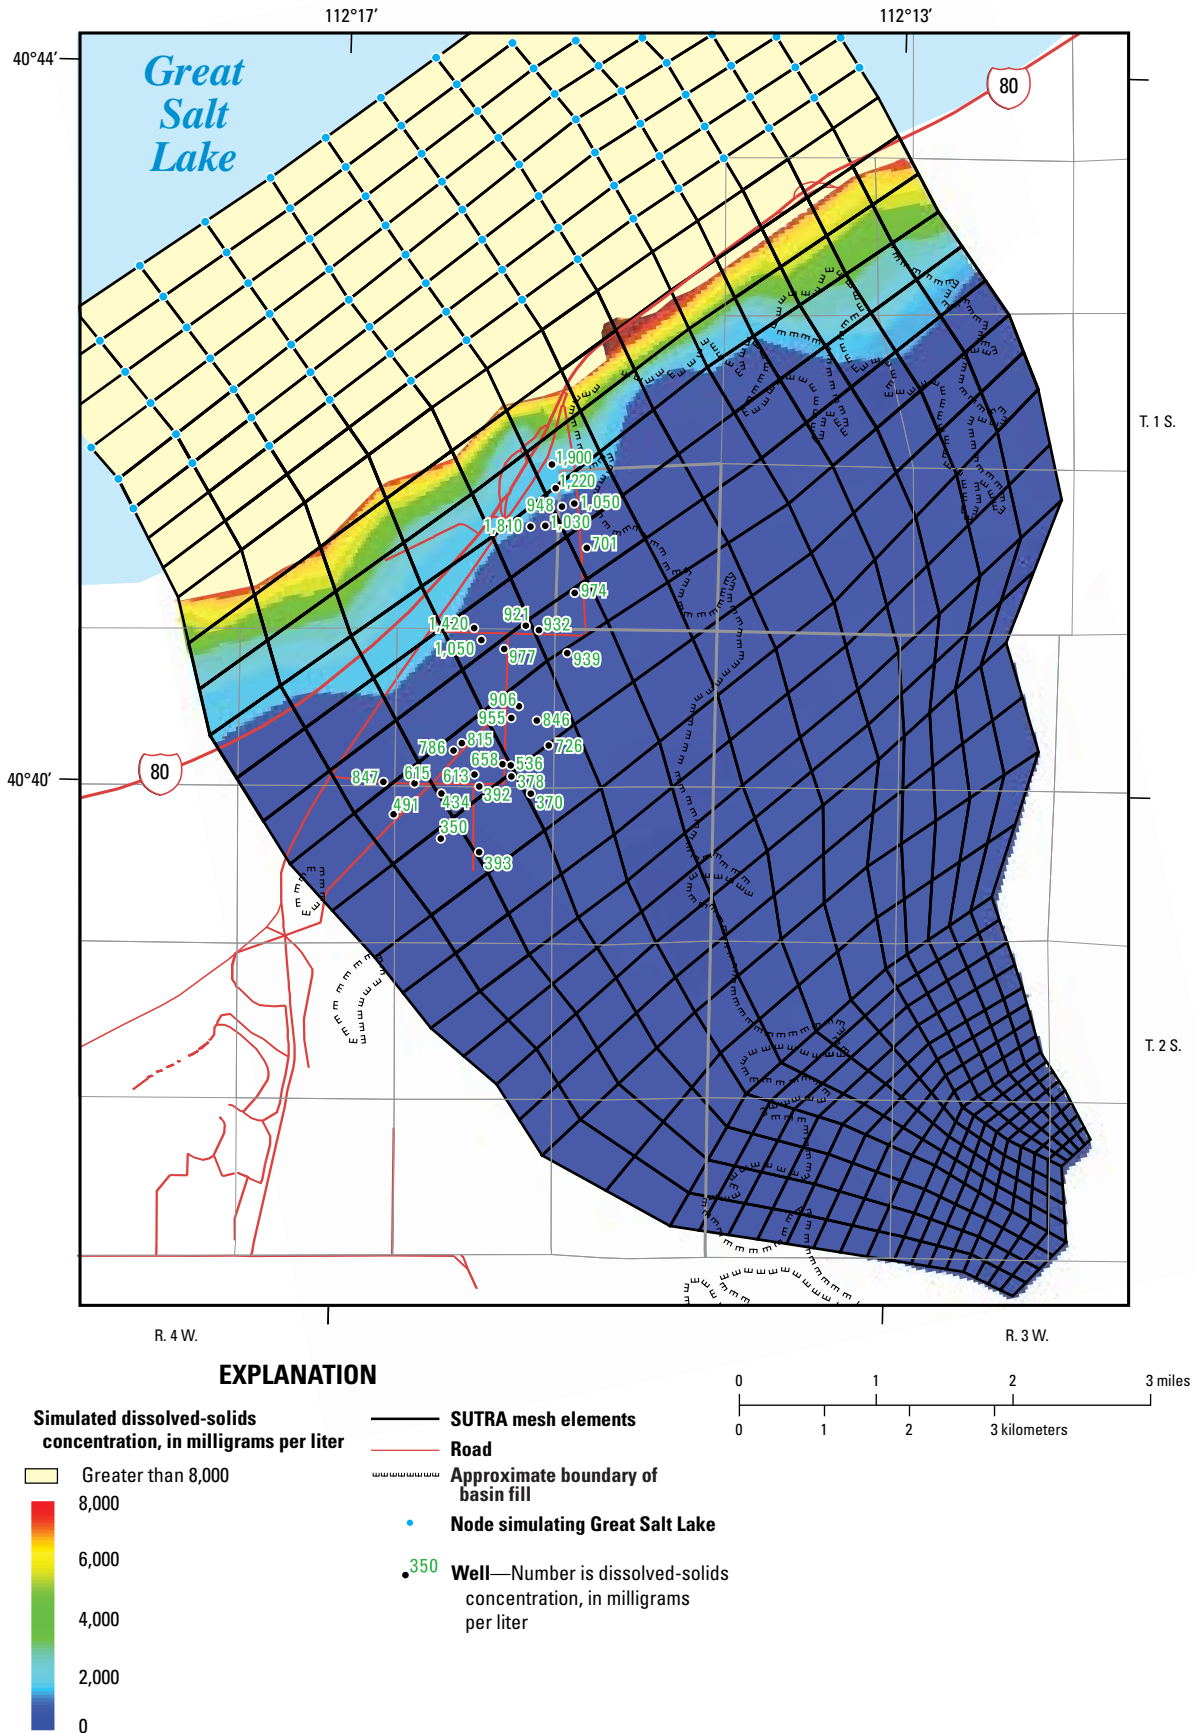 112°17′
112°13′
40°44′
Great
Salt
Lake
80
T. 1 S.
1,900
1,220
948
1,050
1,810
1,030
701
974
921
932
1,420
1,050
977
939
906
955
846
726
815
786
658
536
847
615
613
378
392
370
434
491
350
393
40°40′
80
T. 2 S.
R. 4 W.
R. 3 W.
EXPLANATION
0 1 2 3 miles
0 1 2 3 kilometers
Simulated dissolved-solids
concentration, in milligrams per liter
Greater than 8,000
8,000
6,000
4,000
2,000
0
SUTRA mesh elements
Road
Approximate boundary of
basin fill
Node simulating Great Salt Lake
350
Well—Number is dissolved-solids
concentration, in milligrams
per liter